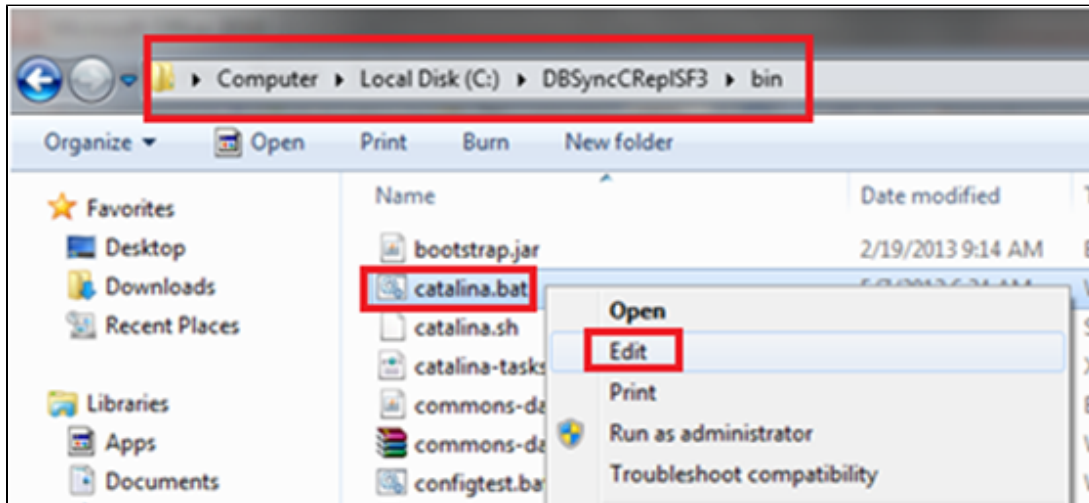 Computer Local Disk (C:) DBSyncCReplSF3 bin
Organize Open Print Burn New folder
Name Date modified
Favorites
Desktop bootstrap.jar 2/19/2013 9:14 AM
Downloads catalina.bat
Open
Recent Places catalina.sh
Edit
catalina-tasks
Print
Libraries commons-da
Run as administrator
Apps commons-da
Troubleshoot compatibility
Documents configtest.bat